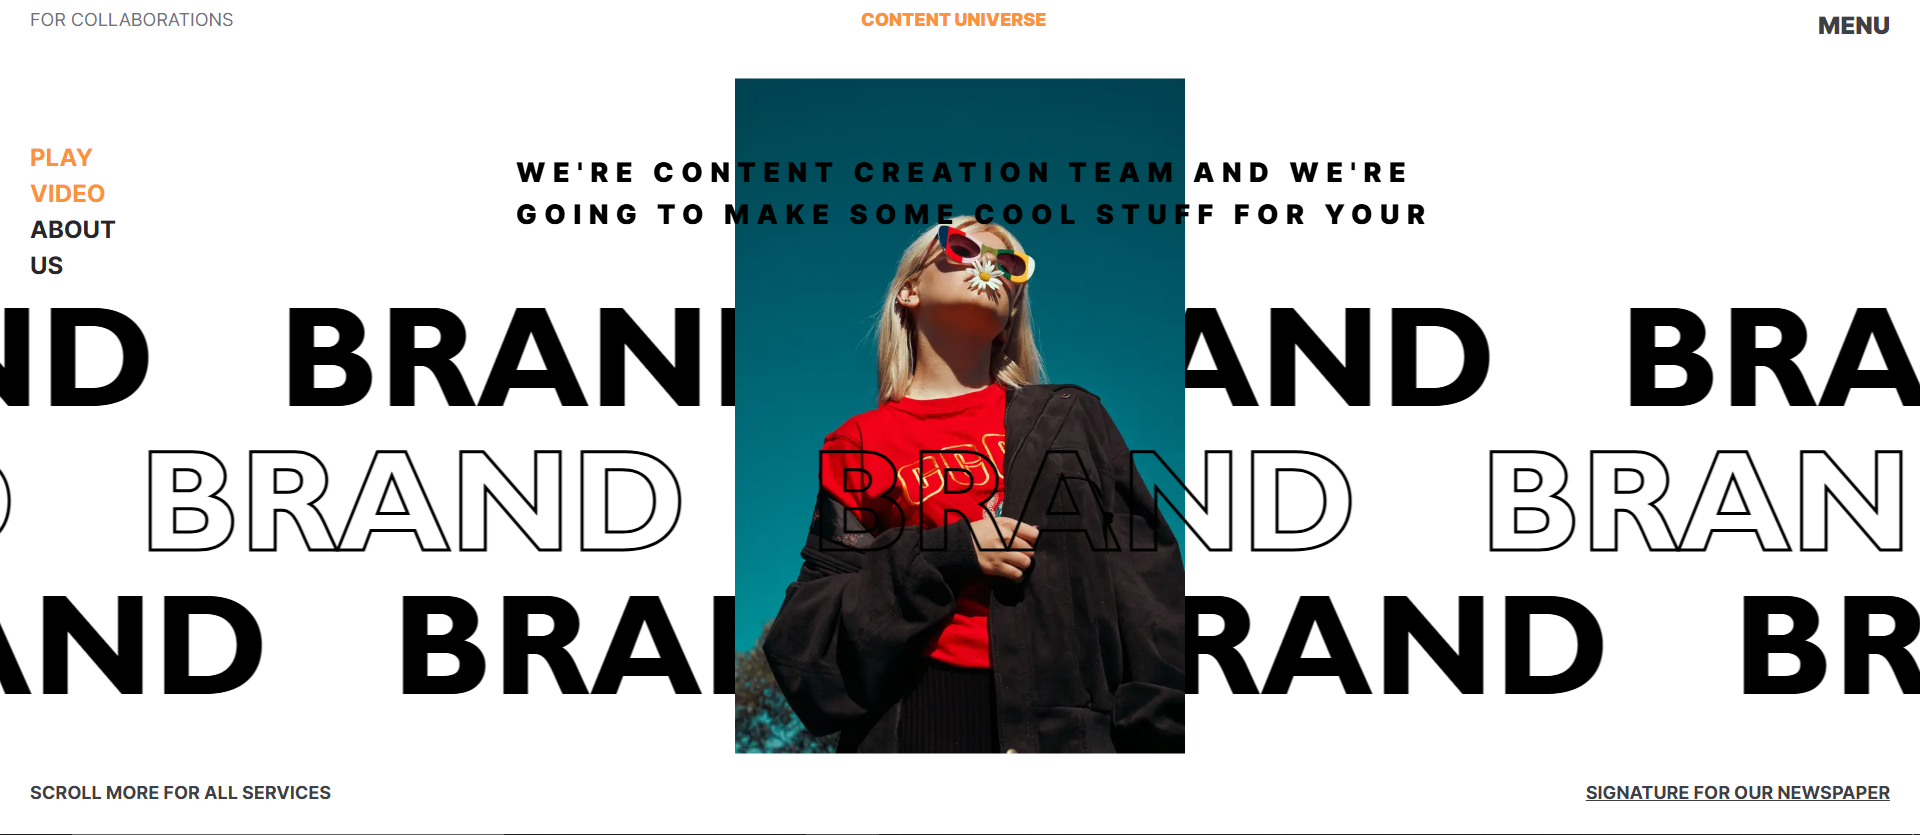 FOR COLLABORATIONS
CONTENT UNIVERSE
MENU
PLAY
VIDEO
ABOUT
US
WE'RE CONTENT CREATION TEAM AND WE'RE
GOING TO MAKE SOME COOL STUFF FOR YOUR
ND BRAN AND BRA
D BRAND BRAND BRAN
AND BRA RAND BR
SCROLL MORE FOR ALL SERVICES
SIGNATURE FOR OUR NEWSPAPER